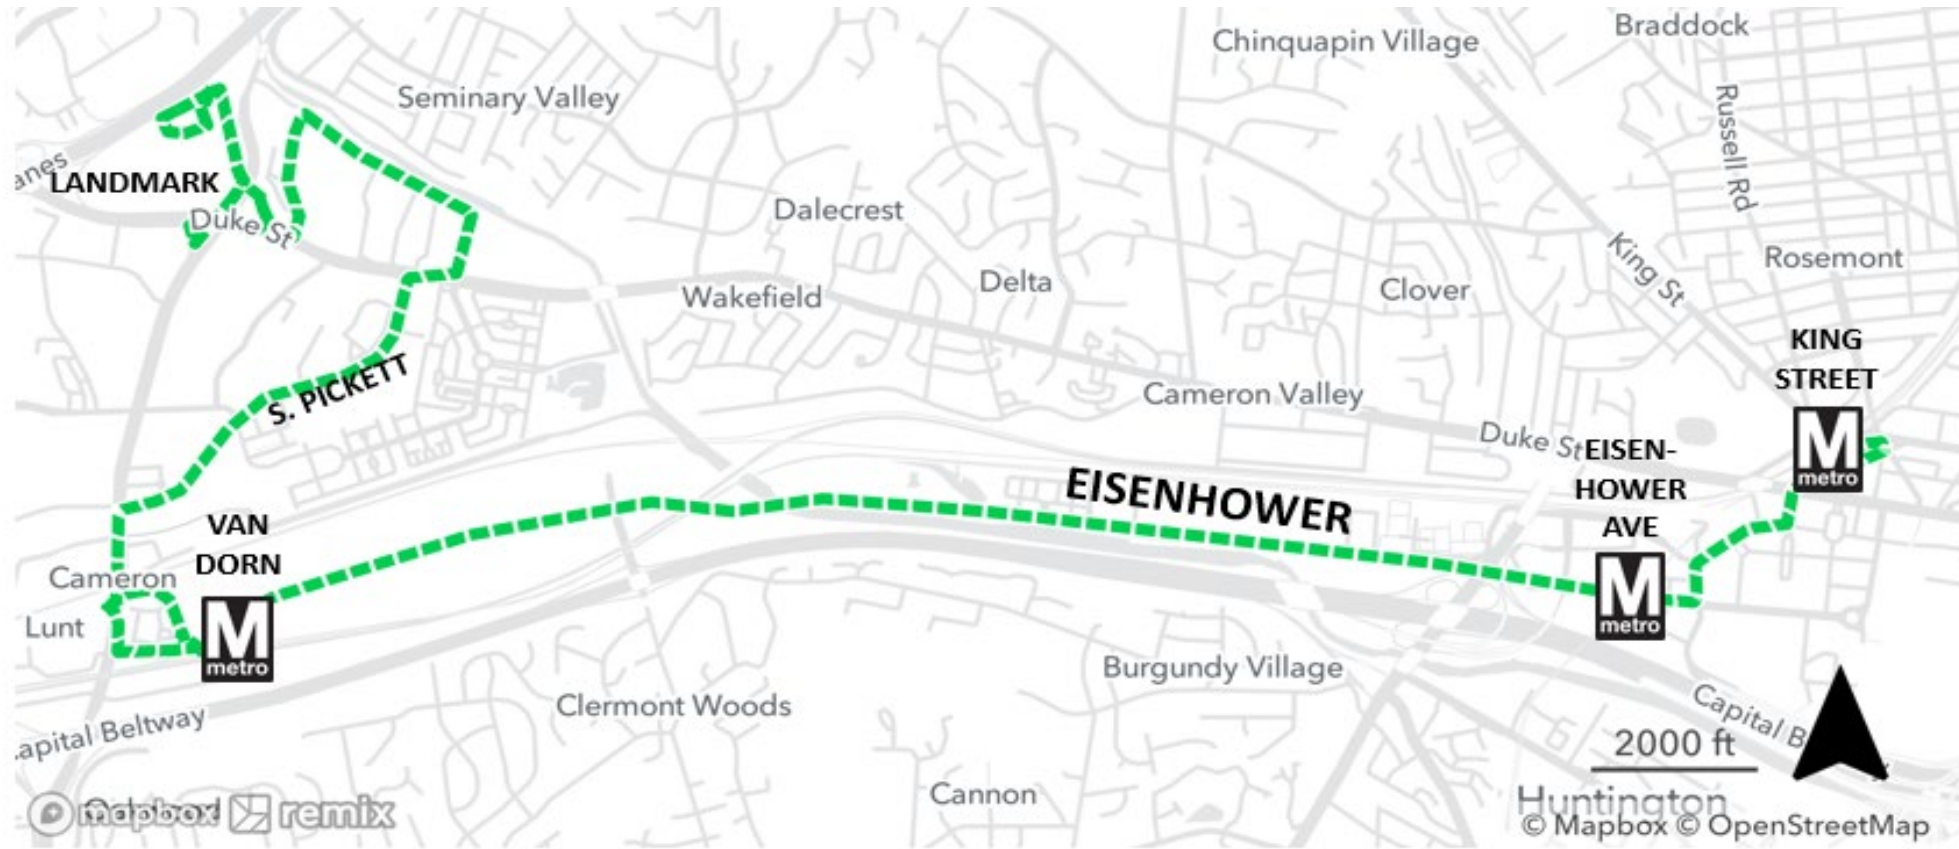 Braddock
Chinquapin Village
Seminary Valley
Russell Rd
anes
LANDMARK
Duke St
Dalecrest
King St
Rosemont
Delta
Clover
Wakefield
KING
STREET
S. PICKETT
Cameron Valley
Duke St
M
metro
EISEN-
HOWER
AVE
EISENHOWER
VAN
DORN
Cameron
M
metro
Lunt
M
metro
Burgundy Village
Clermont Woods
Capital B
apital Beltway
2000 ft
Cannon
Huntington
mapbox remix
© Mapbox © OpenStreetMap